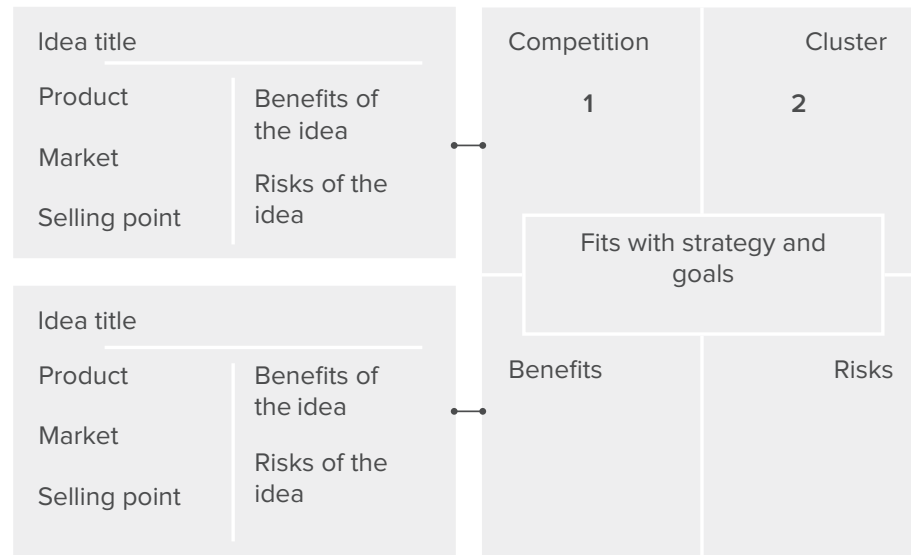 Idea title
Product
Market
Selling point
Benefits of
the idea
Risks of the
idea
Idea title
Product
Market
Selling point
Benefits of
the idea
Risks of the
idea
Competition
1
Cluster
2
Fits with strategy and
goals
Benefits
Risks